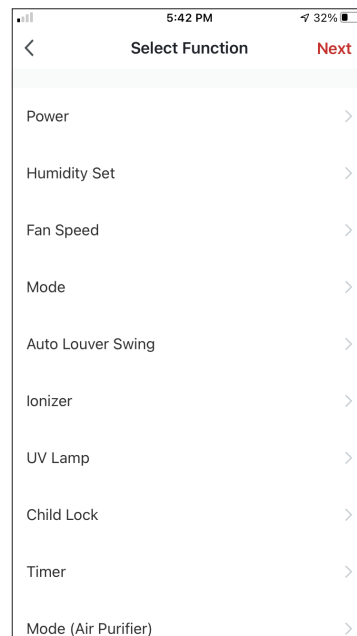 5:42 PM
32%
Select Function
Next
Power
Humidity Set
Fan Speed
Mode
Auto Louver Swing
Ionizer
UV Lamp
Child Lock
Timer
Mode (Air Purifier)